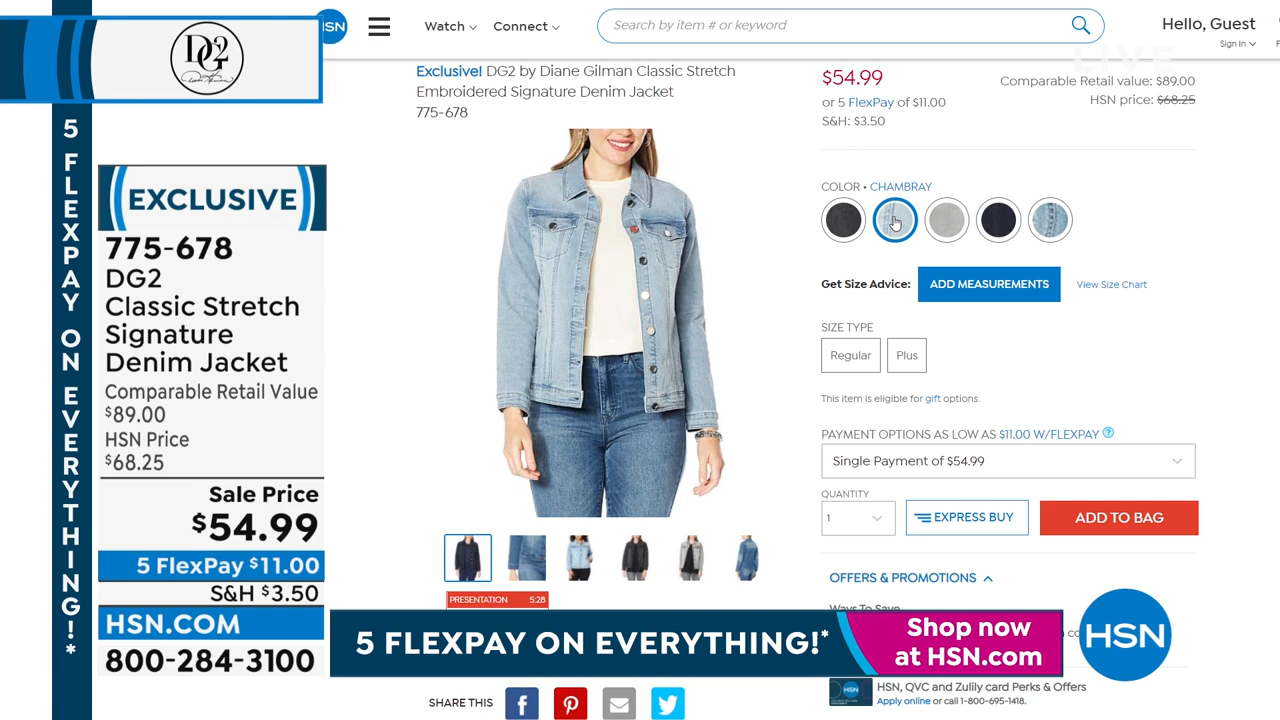 DG2
5 FLEXPAY ON EVERYTHING!*
EXCLUSIVE
775-678
DG2
Classic Stretch
Signature
Denim Jacket
Comparable Retail Value
$89.00
HSN Price
$68.25
Sale Price
$54.99
5 FlexPay $11.00
S&H $3.50
HSN.COM
800-284-3100
HSN
Watch
Connect
Search by item # or keyword
Hello, Guest
Sign In
LIVE
Exclusive! DG2 by Diane Gilman Classic Stretch
Embroidered Signature Denim Jacket
775-678
$54.99
or 5 FlexPay of $11.00
S&H: $3.50
Comparable Retail value: $89.00
HSN price: $68.25
COLOR • CHAMBRAY
Get Size Advice:
ADD MEASUREMENTS
View Size Chart
SIZE TYPE
Regular
Plus
This item is eligible for gift options.
PAYMENT OPTIONS AS LOW AS $11.00 W/FLEXPAY ?
Single Payment of $54.99
QUANTITY
1
EXPRESS BUY
ADD TO BAG
OFFERS & PROMOTIONS
Ways To Save
PRESENTATION 5:28
5 FLEXPAY ON EVERYTHING!*
Shop now
at HSN.com
HSN
HSN
HSN, QVC and Zulily card Perks & Offers
Apply online or call 1-800-695-1418.
SHARE THIS